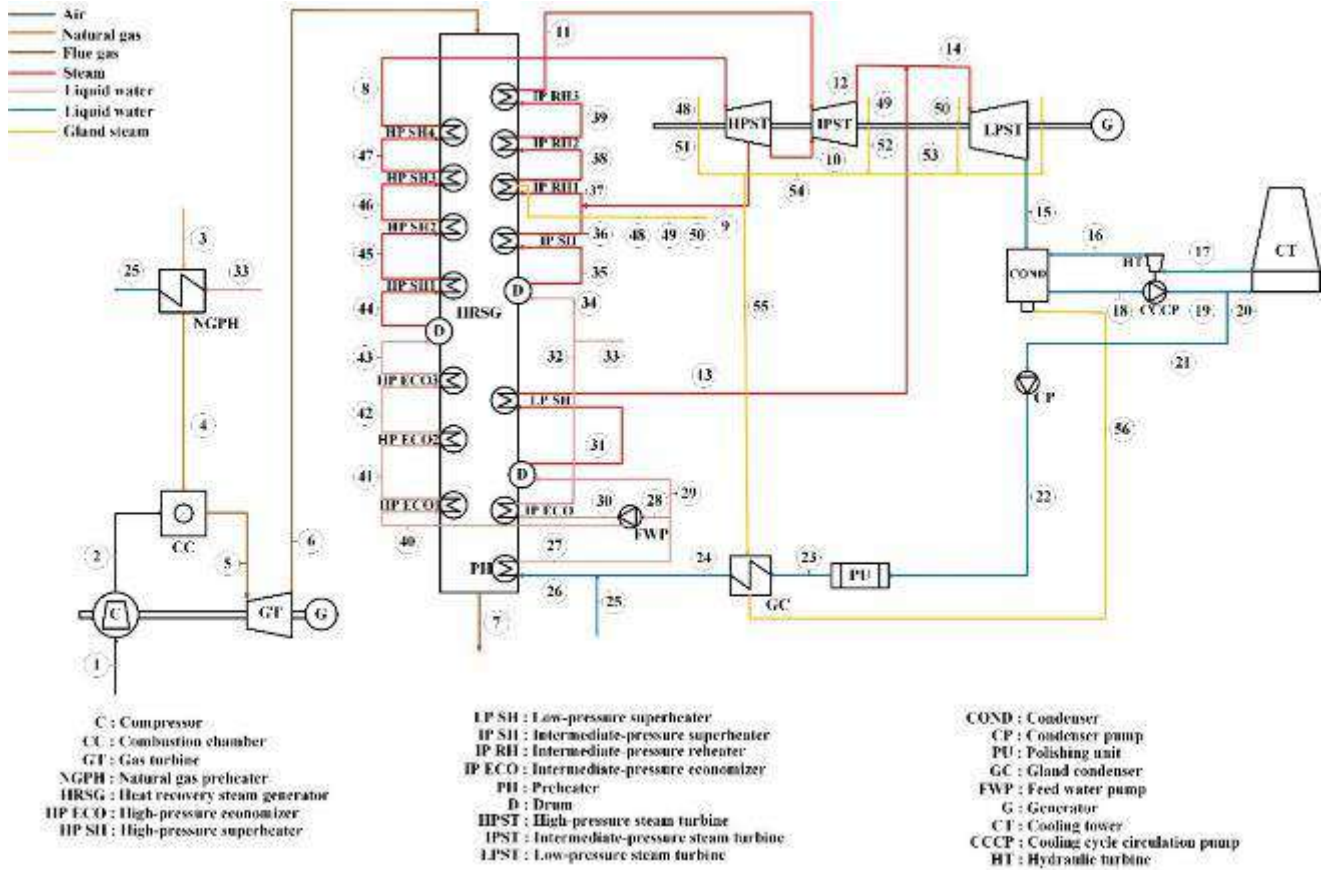 Air
Natural gas
Flue gas
Steam
Liquid water
Liquid water
Gland steam
11
14
8
12
49
50
48
HPST
IPST
LPST
G
IP RH3
39
HP SH4
IP RH2
51
10
52
53
47
38
HP SH3
IP RH1
37
54
46
48
49
50
9
15
HP SH2
36
IP SH
16
17
CT
3
45
35
COND
HT
25
33
HP SH1
D
34
18
CCCP
19
20
NGPH
44
HRSG
55
D
32
33
21
43
HP ECO3
13
CP
4
42
LP SH
56
HP ECO2
31
41
D
29
22
HP ECO1
30
28
IP ECO
FWP
CC
40
27
2
5
6
PH
24
23
PU
26
25
GC
C
GT
G
7
1
C : Compressor
CC : Combustion chamber
GT : Gas turbine
NGPH : Natural gas preheater
HRSG : Heat recovery steam generator
HP ECO : High-pressure economizer
HP SH : High-pressure superheater
LP SH : Low-pressure superheater
IP SH : Intermediate-pressure superheater
IP RH : Intermediate-pressure reheater
IP ECO : Intermediate-pressure economizer
PH : Preheater
D : Drum
HPST : High-pressure steam turbine
IPST : Intermediate-pressure steam turbine
LPST : Low-pressure steam turbine
COND : Condenser
CP : Condenser pump
PU : Polishing unit
GC : Gland condenser
FWP : Feed water pump
G : Generator
CT : Cooling tower
CCCP : Cooling cycle circulation pump
HT : Hydraulic turbine